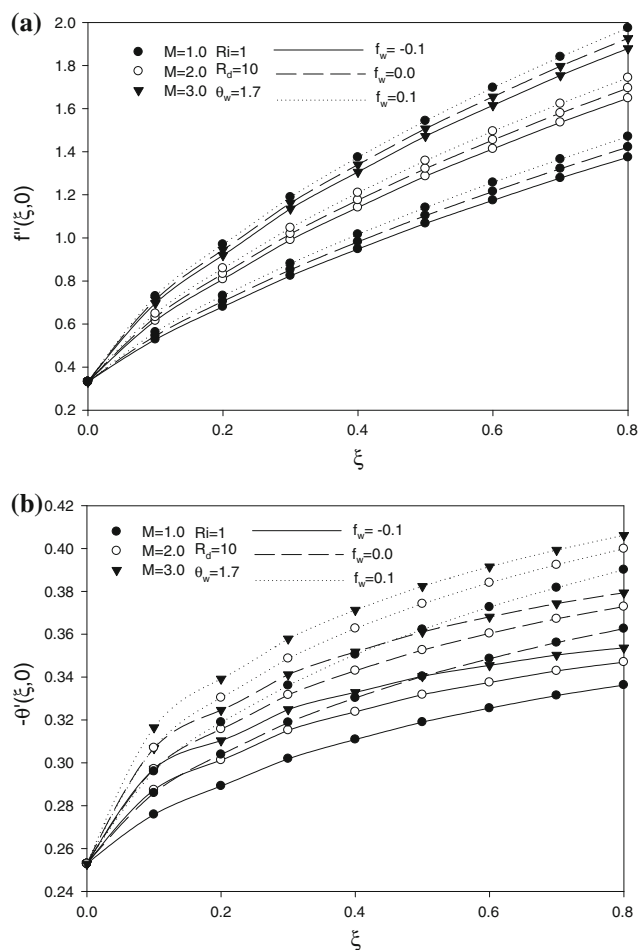 (a)
2.0
1.8
1.6
1.4
1.2
1.0
0.8
0.6
0.4
0.2
f''(ξ,0)
M=1.0 Ri=1
M=2.0 R_d=10
M=3.0 θ_w=1.7
f_w= -0.1
f_w=0.0
f_w=0.1
0.0 0.2 0.4 0.6 0.8
ξ
(b)
0.42
0.40
0.38
0.36
0.34
0.32
0.30
0.28
0.26
0.24
-θ'(ξ,0)
M=1.0 Ri=1
M=2.0 R_d=10
M=3.0 θ_w=1.7
f_w= -0.1
f_w=0.0
f_w=0.1
0.0 0.2 0.4 0.6 0.8
ξ